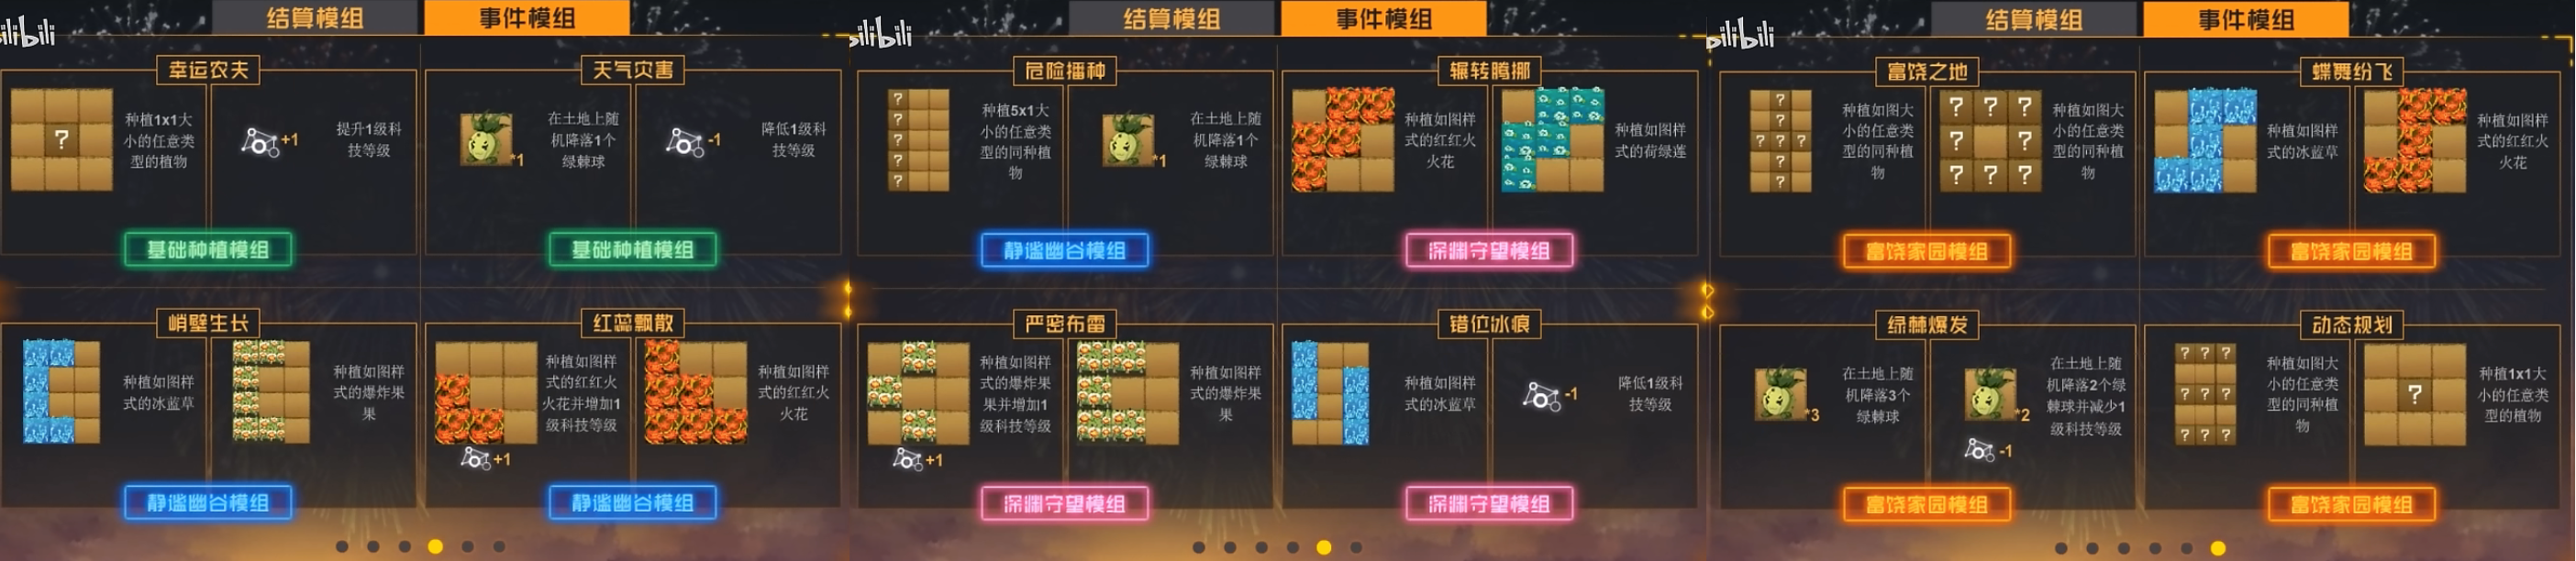 结算模组 事件模组
bilibili
幸运农夫
?
种植1x1大
小的任意类
型的植物
+1
提升1级科
技等级
基础种植模组
天气灾害
*1
在土地上随
机降落1个
绿棘球
-1
降低1级科
技等级
基础种植模组
峭壁生长
种植如图样
式的冰蓝草
种植如图样
式的爆炸果
果
静谧幽谷模组
红蕊飘散
种植如图样
式的红红火
火花并增加1
级科技等级
+1
种植如图样
式的红红火
火花
静谧幽谷模组
结算模组 事件模组
bilibili
危险播种
?
?
?
?
?
种植5x1大
小的任意类
型的同种植
物
*1
在土地上随
机降落1个
绿棘球
静谧幽谷模组
辗转腾挪
种植如图样
式的红红火
火花
种植如图样
式的荷绿莲
深渊守望模组
严密布雷
种植如图样
式的爆炸果
果并增加1
级科技等级
+1
种植如图样
式的爆炸果
果
深渊守望模组
错位冰痕
种植如图样
式的冰蓝草
-1
降低1级科
技等级
深渊守望模组
结算模组 事件模组
bilibili
富饶之地
?
?
? ? ?
?
?
种植如图大
小的任意类
型的同种植
物
? ? ?
? ?
? ? ?
种植如图大
小的任意类
型的同种植
物
富饶家园模组
蝶舞纷飞
种植如图样
式的冰蓝草
种植如图样
式的红红火
火花
富饶家园模组
绿棘爆发
*3
在土地上随
机降落3个
绿棘球
*2
-1
在土地上随
机降落2个绿
棘球并减少1
级科技等级
富饶家园模组
动态规划
? ? ?
? ? ?
? ? ?
种植如图大
小的任意类
型的同种植
物
?
种植1x1大
小的任意类
型的植物
富饶家园模组